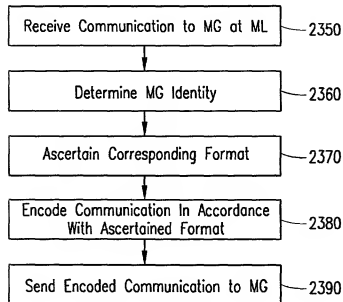 Receive Communication to MG at ML 2350
Determine MG Identity 2360
Ascertain Corresponding Format 2370
Encode Communication In Accordance
With Ascertained Format 2380
Send Encoded Communication to MG 2390